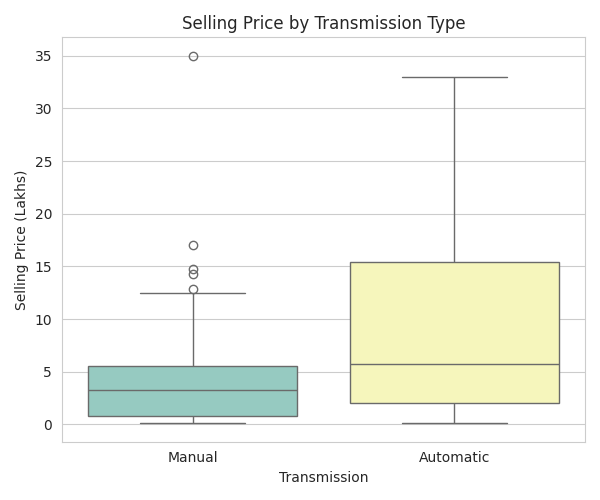 Selling Price by Transmission Type
Selling Price (Lakhs)
35
30
25
20
15
10
5
0
Manual
Automatic
Transmission